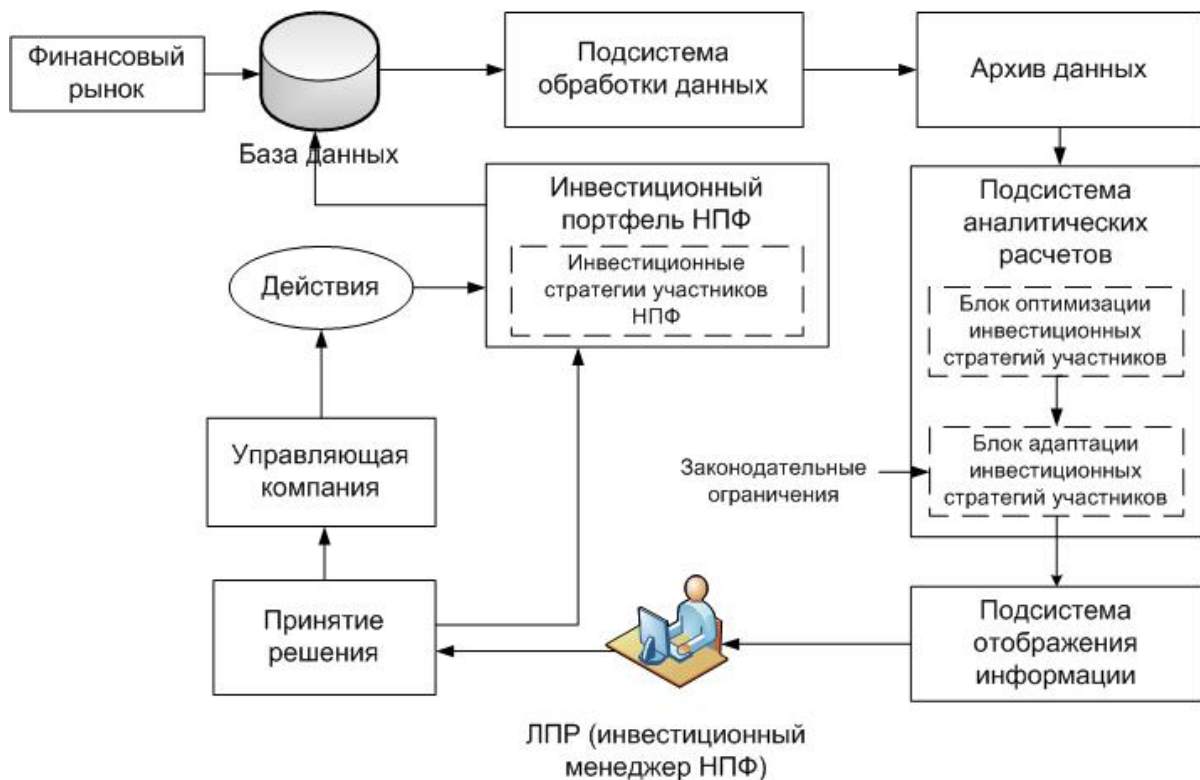 Финансовый
рынок
База данных
Подсистема
обработки данных
Архив данных
Инвестиционный
портфель НПФ
Инвестиционные
стратегии участников
НПФ
Подсистема
аналитических
расчетов
Блок оптимизации
инвестиционных
стратегий участников
Блок адаптации
инвестиционных
стратегий участников
Законодательные
ограничения
Действия
Управляющая
компания
Принятие
решения
Подсистема
отображения
информации
ЛПР (инвестиционный
менеджер НПФ)